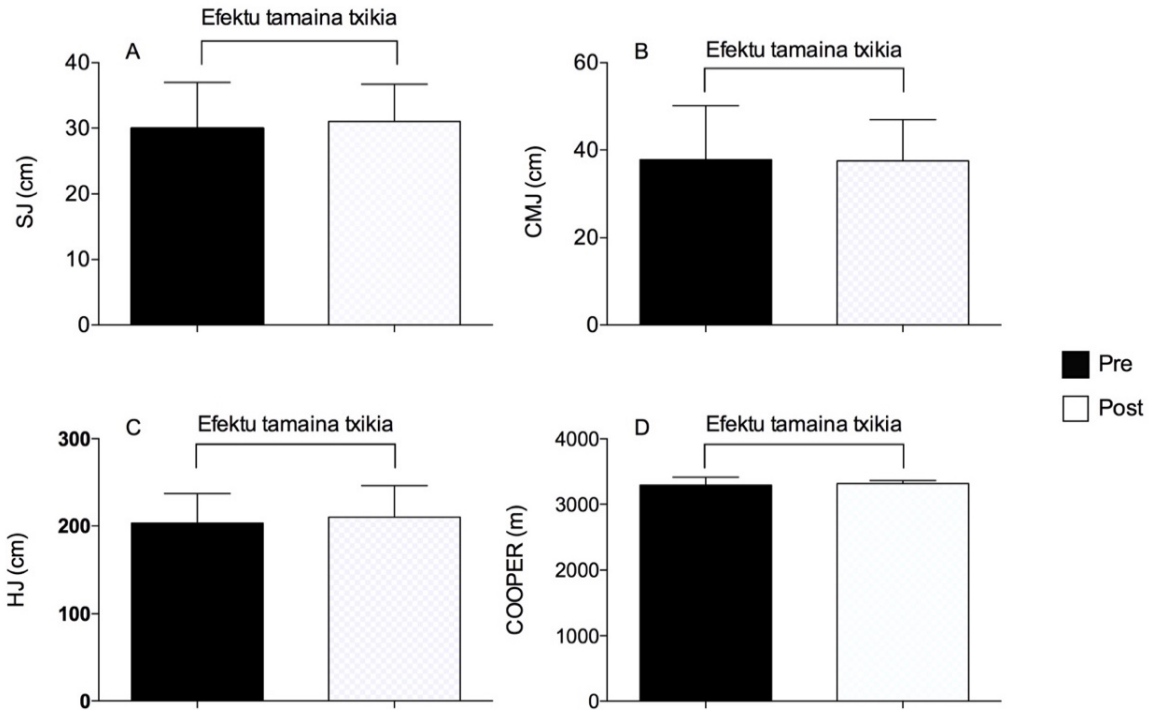 Efektu tamaina txikia
A
40
30
20
10
0
SJ (cm)
Efektu tamaina txikia
B
60
40
20
0
CMJ (cm)
Pre
Post
Efektu tamaina txikia
C
300
200
100
0
HJ (cm)
Efektu tamaina txikia
D
4000
3000
2000
1000
0
COOPER (m)